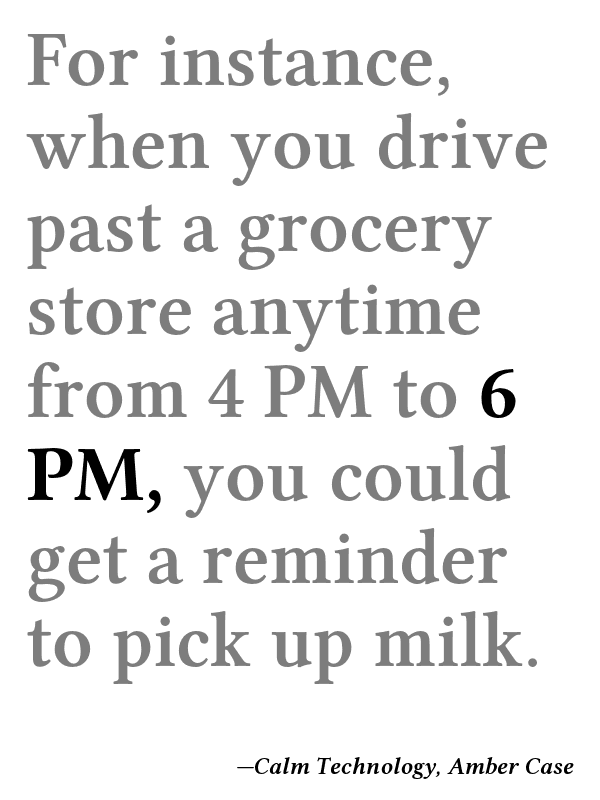 For instance,
when you drive
past a grocery
store anytime
from 4 PM to 6
PM, you could
get a reminder
to pick up milk.
—Calm Technology, Amber Case